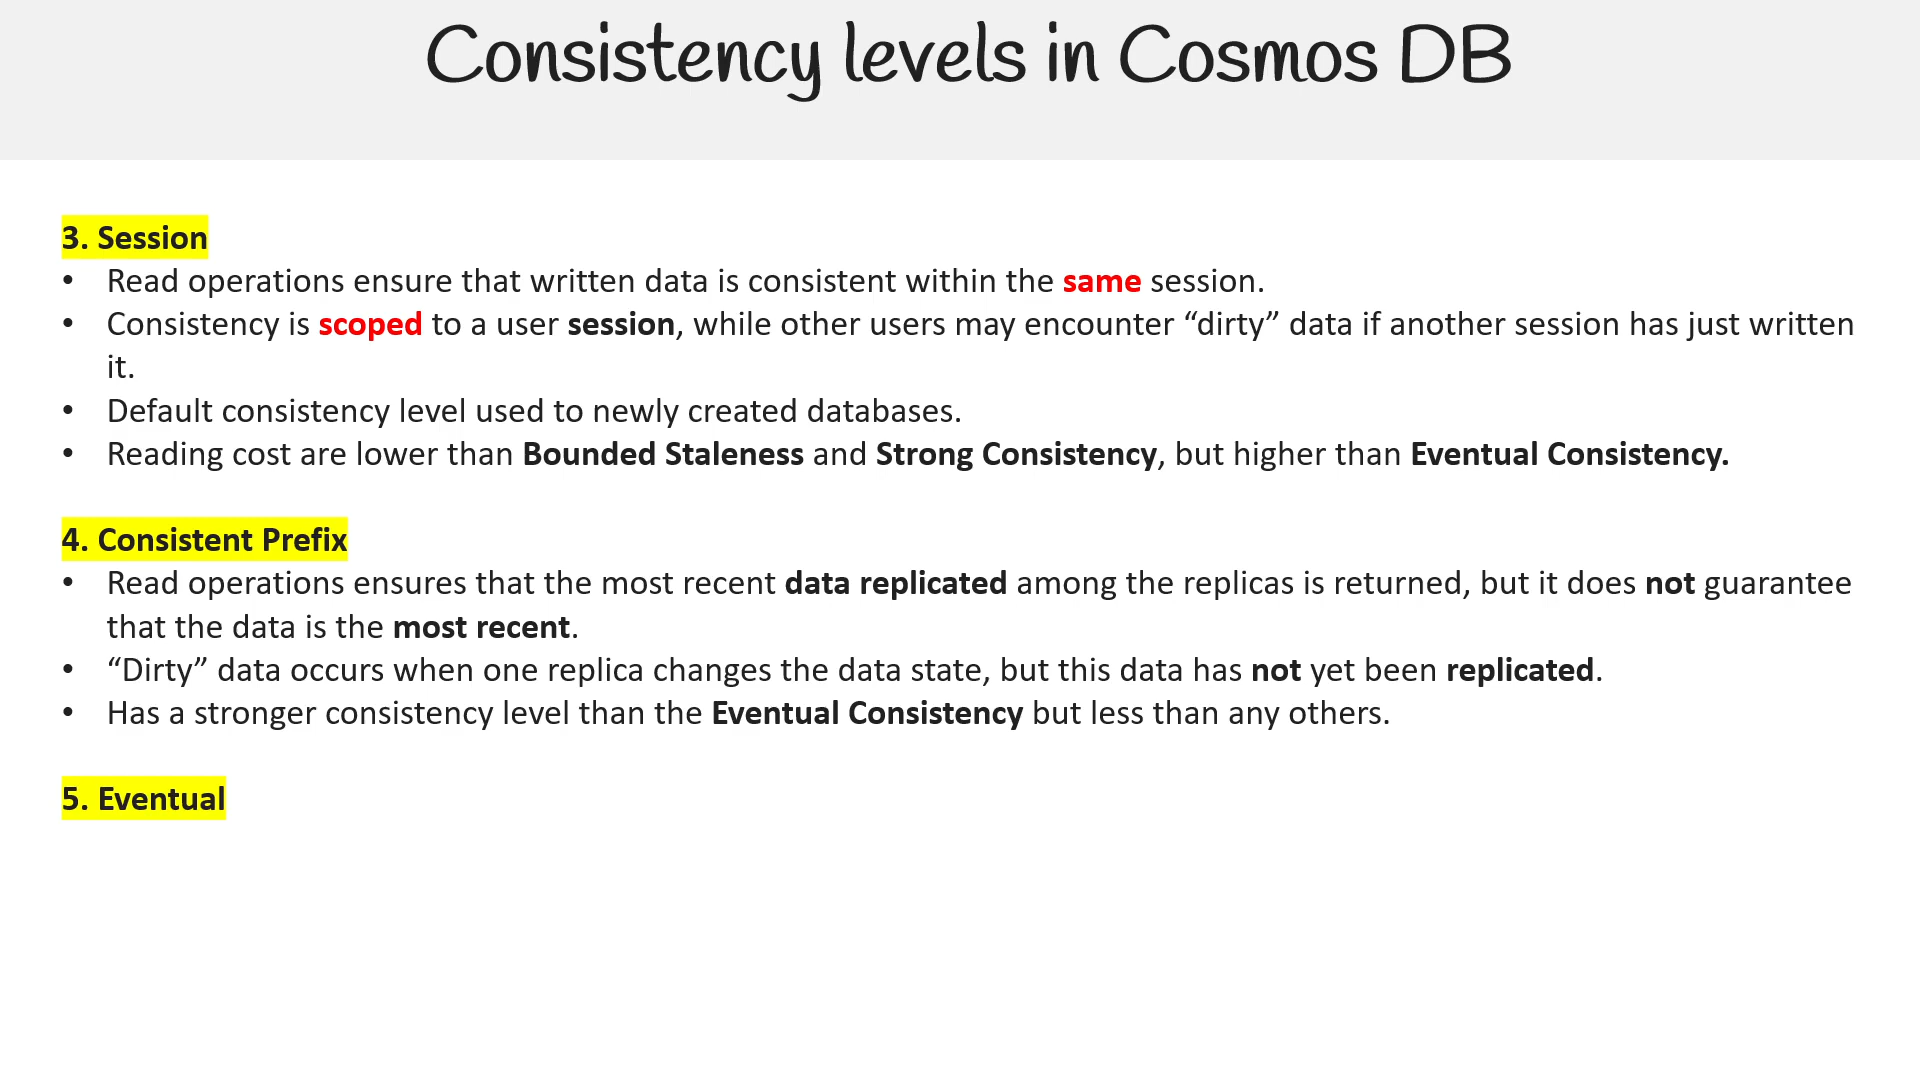 Consistency levels in Cosmos DB
3. Session
• Read operations ensure that written data is consistent within the same session.
• Consistency is scoped to a user session, while other users may encounter “dirty” data if another session has just written
it.
• Default consistency level used to newly created databases.
• Reading cost are lower than Bounded Staleness and Strong Consistency, but higher than Eventual Consistency.
4. Consistent Prefix
• Read operations ensures that the most recent data replicated among the replicas is returned, but it does not guarantee
that the data is the most recent.
• “Dirty” data occurs when one replica changes the data state, but this data has not yet been replicated.
• Has a stronger consistency level than the Eventual Consistency but less than any others.
5. Eventual